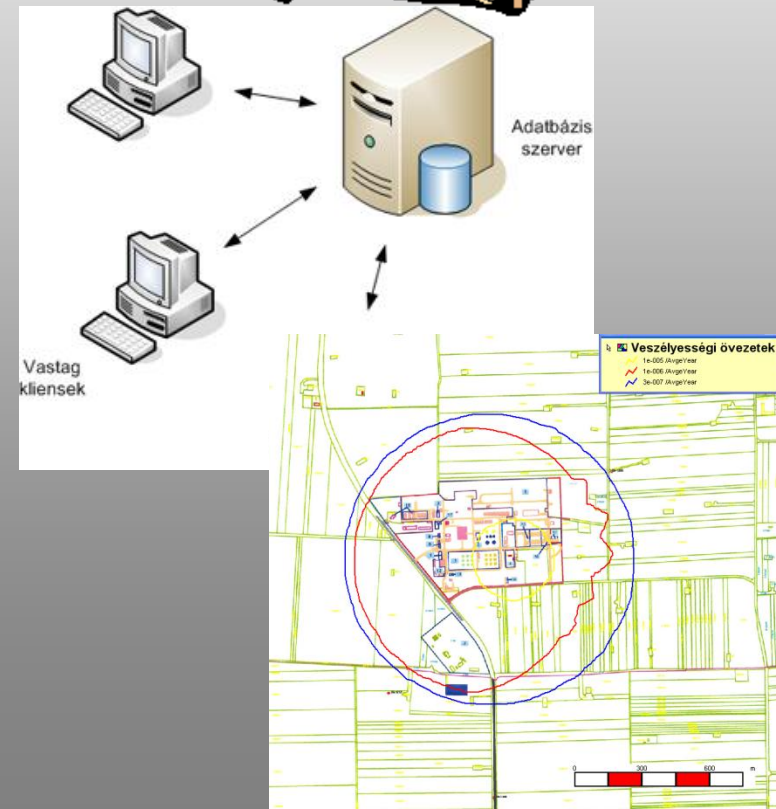 Adatbázis
szerver
Vastag
kliensek
Veszélyességi övezetek
1e-005 /AvgeYear
1e-006 /AvgeYear
3e-007 /AvgeYear
0 300 600 m